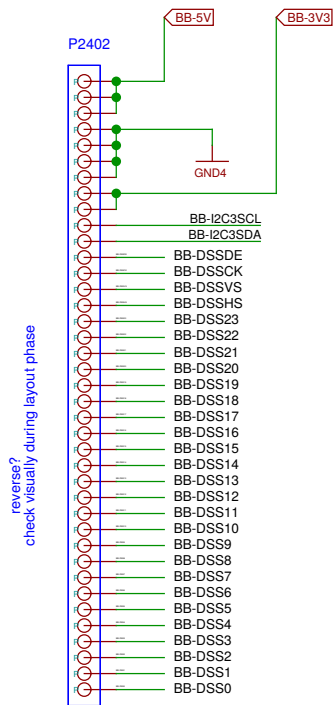 BB-5V
BB-3V3
P2402
GND4
BB-I2C3SCL
BB-I2C3SDA
BB-DSSDE
BB-DSSCK
BB-DSSVS
BB-DSSHS
BB-DSS23
BB-DSS22
BB-DSS21
BB-DSS20
BB-DSS19
BB-DSS18
BB-DSS17
BB-DSS16
BB-DSS15
BB-DSS14
BB-DSS13
BB-DSS12
BB-DSS11
BB-DSS10
BB-DSS9
BB-DSS8
BB-DSS7
BB-DSS6
BB-DSS5
BB-DSS4
BB-DSS3
BB-DSS2
BB-DSS1
BB-DSS0
reverse?
check visually during layout phase